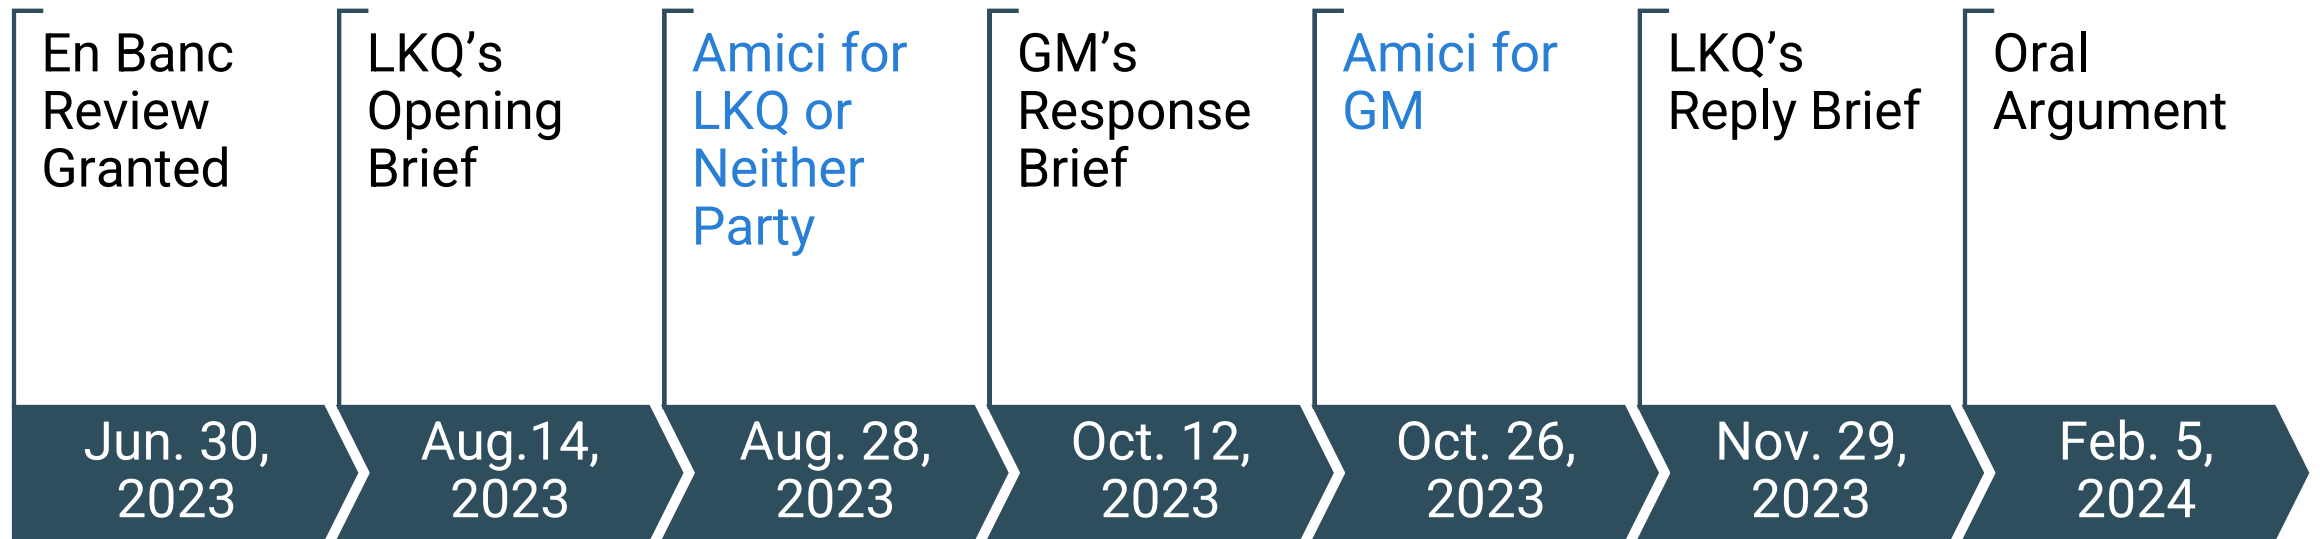 En Banc
Review
Granted
LKQ’s
Opening
Brief
Amici for
LKQ or
Neither
Party
GM’s
Response
Brief
Amici for
GM
LKQ’s
Reply Brief
Oral
Argument
Jun. 30,
2023
Aug.14,
2023
Aug. 28,
2023
Oct. 12,
2023
Oct. 26,
2023
Nov. 29,
2023
Feb. 5,
2024